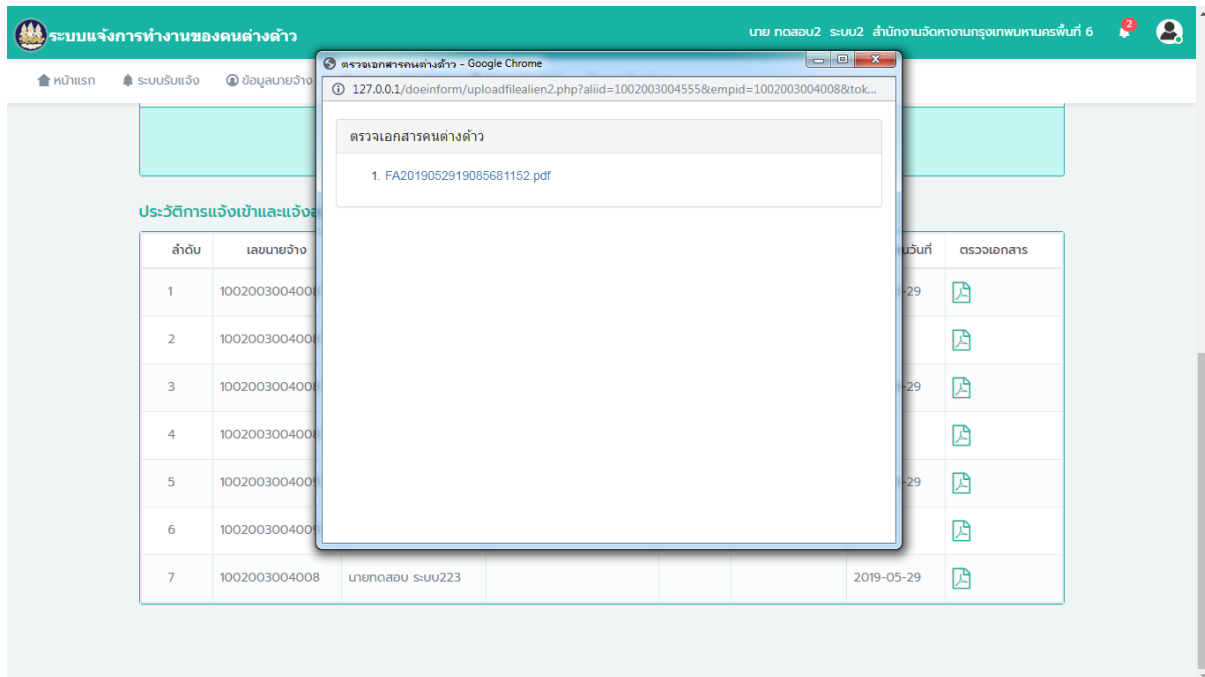 ระบบแจ้งการทำงานของคนต่างด้าว
นาย ทดสอบ2 ระบบ2 สำนักงานจัดหางานกรุงเทพมหานครพื้นที่ 6
2
หน้าแรก ระบบรับแจ้ง ข้อมูลนายจ้าง
ตรวจเอกสารคนต่างด้าว - Google Chrome
127.0.0.1/doeinform/uploadfilealien2.php?aliid=1002003004555&empid=1002003004008&tok...
ตรวจเอกสารคนต่างด้าว
1. FA2019052919085681152.pdf
ประวัติการแจ้งเข้าและแจ้งอ
ลำดับ เลขนายจ้าง นวันที่ ตรวจเอกสาร
1 1002003004008 -29
2 1002003004008
3 1002003004008 -29
4 1002003004008
5 1002003004009 -29
6 1002003004009
7 1002003004008 นายทดสอบ ระบบ223 2019-05-29